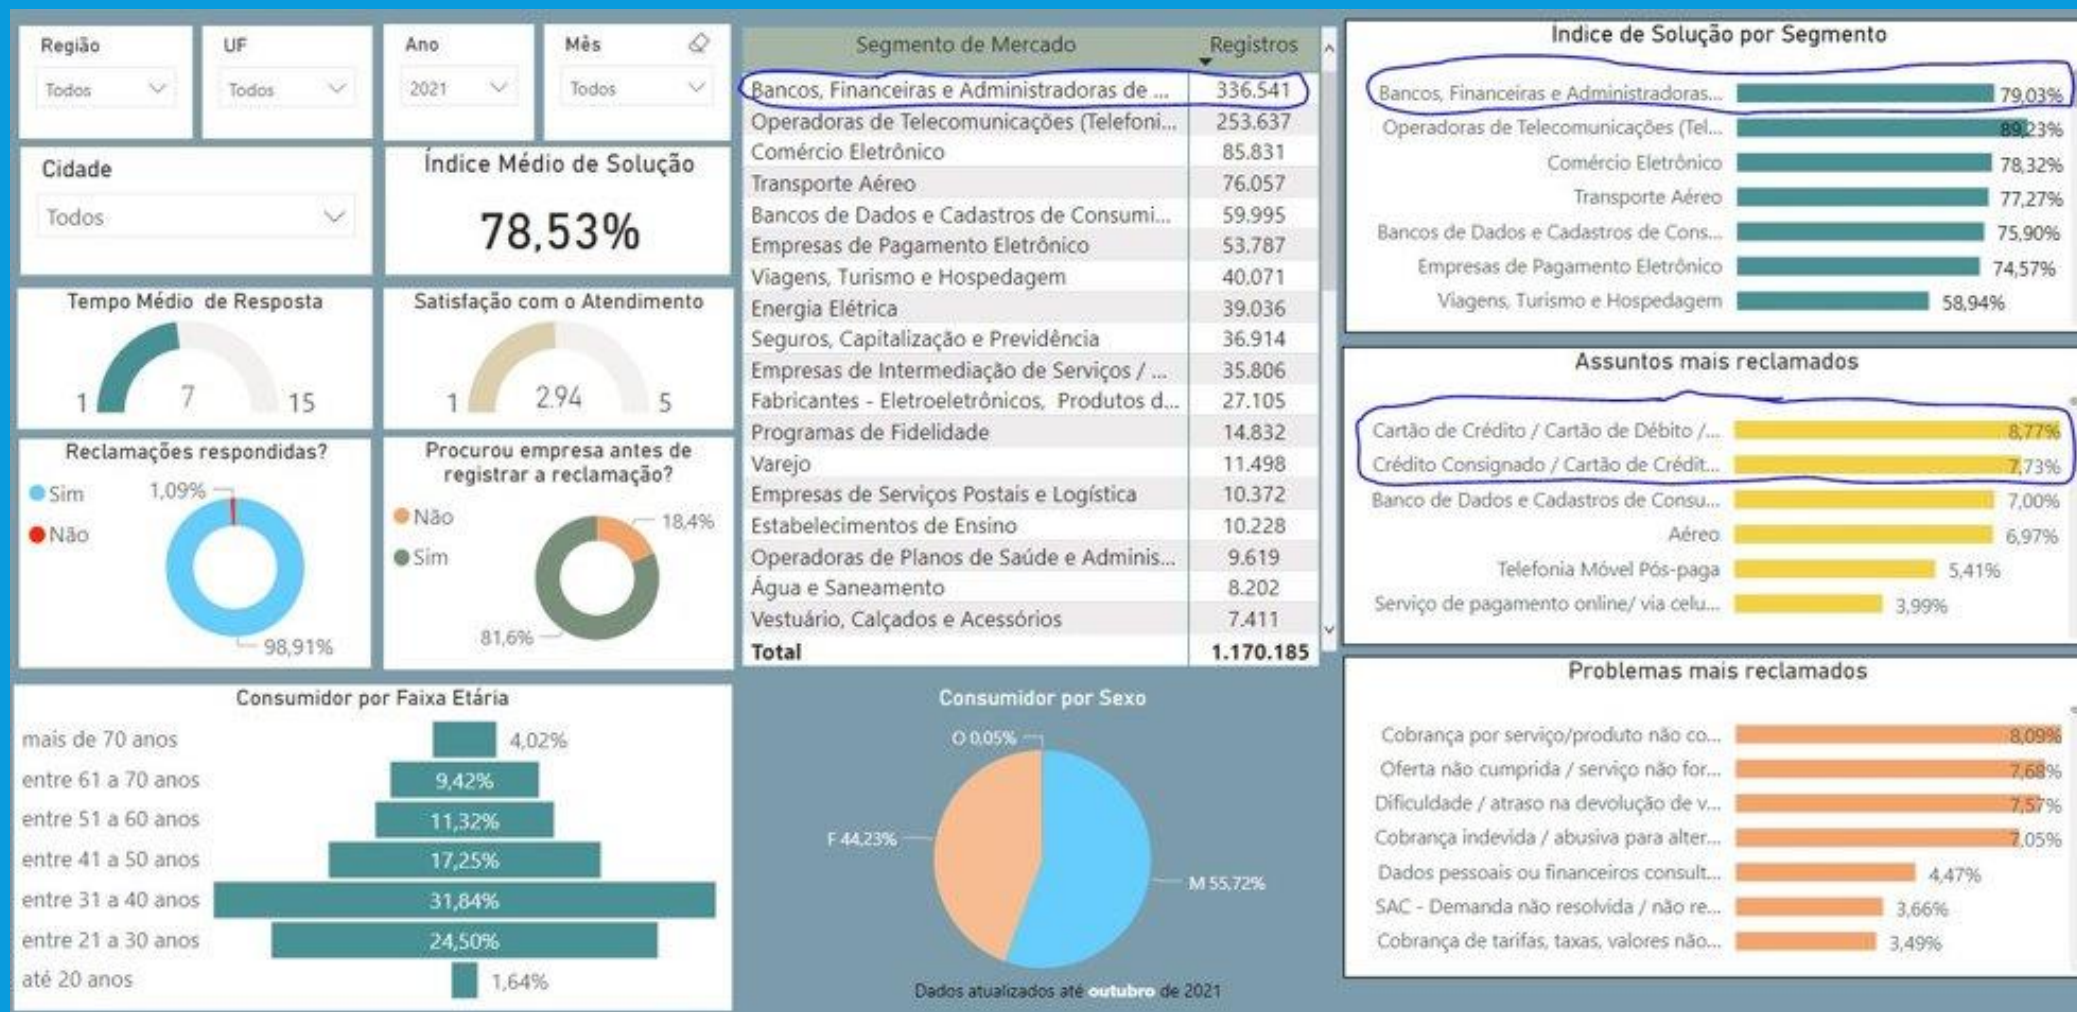 Região
Todos
UF
Todos
Ano
2021
Mês
Todos
Cidade
Todos
Índice Médio de Solução
78,53%
Tempo Médio de Resposta
1
7
15
Satisfação com o Atendimento
1
2.94
5
Reclamações respondidas?
Sim
Não
1,09%
98,91%
Procurou empresa antes de
registrar a reclamação?
Não
Sim
18,4%
81,6%
Consumidor por Faixa Etária
mais de 70 anos 4,02%
entre 61 a 70 anos 9,42%
entre 51 a 60 anos 11,32%
entre 41 a 50 anos 17,25%
entre 31 a 40 anos 31,84%
entre 21 a 30 anos 24,50%
até 20 anos 1,64%
Segmento de Mercado Registros
Bancos, Financeiras e Administradoras de ... 336.541
Operadoras de Telecomunicações (Telefoni... 253.637
Comércio Eletrônico 85.831
Transporte Aéreo 76.057
Bancos de Dados e Cadastros de Consumi... 59.995
Empresas de Pagamento Eletrônico 53.787
Viagens, Turismo e Hospedagem 40.071
Energia Elétrica 39.036
Seguros, Capitalização e Previdência 36.914
Empresas de Intermediação de Serviços / ... 35.806
Fabricantes - Eletroeletrônicos, Produtos d... 27.105
Programas de Fidelidade 14.832
Varejo 11.498
Empresas de Serviços Postais e Logística 10.372
Estabelecimentos de Ensino 10.228
Operadoras de Planos de Saúde e Adminis... 9.619
Água e Saneamento 8.202
Vestuário, Calçados e Acessórios 7.411
Total 1.170.185
Consumidor por Sexo
O 0,05%
F 44,23%
M 55,72%
Dados atualizados até outubro de 2021
Índice de Solução por Segmento
Bancos, Financeiras e Administradoras... 79,03%
Operadoras de Telecomunicações (Tel... 89,23%
Comércio Eletrônico 78,32%
Transporte Aéreo 77,27%
Bancos de Dados e Cadastros de Cons... 75,90%
Empresas de Pagamento Eletrônico 74,57%
Viagens, Turismo e Hospedagem 58,94%
Assuntos mais reclamados
Cartão de Crédito / Cartão de Débito /... 8,77%
Crédito Consignado / Cartão de Crédit... 7,73%
Banco de Dados e Cadastros de Consu... 7,00%
Aéreo 6,97%
Telefonia Móvel Pós-paga 5,41%
Serviço de pagamento online/ via celu... 3,99%
Problemas mais reclamados
Cobrança por serviço/produto não co... 8,09%
Oferta não cumprida / serviço não for... 7,68%
Dificuldade / atraso na devolução de v... 7,57%
Cobrança indevida / abusiva para alter... 7,05%
Dados pessoais ou financeiros consult... 4,47%
SAC - Demanda não resolvida / não re... 3,66%
Cobrança de tarifas, taxas, valores não... 3,49%